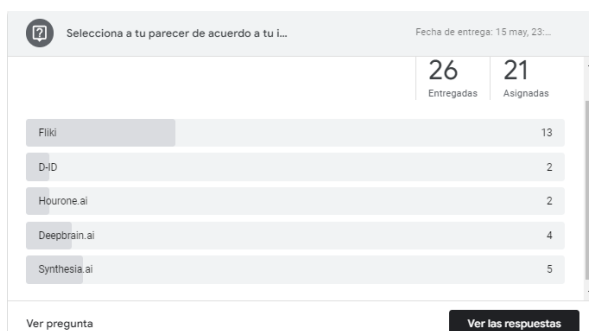 Selecciona a tu parecer de acuerdo a tu i...
Fecha de entrega: 15 may, 23:...
26 21
Entregadas Asignadas
Fliki 13
D-ID 2
Hourone.ai 2
Deepbrain.ai 4
Synthesia.ai 5
Ver pregunta
Ver las respuestas